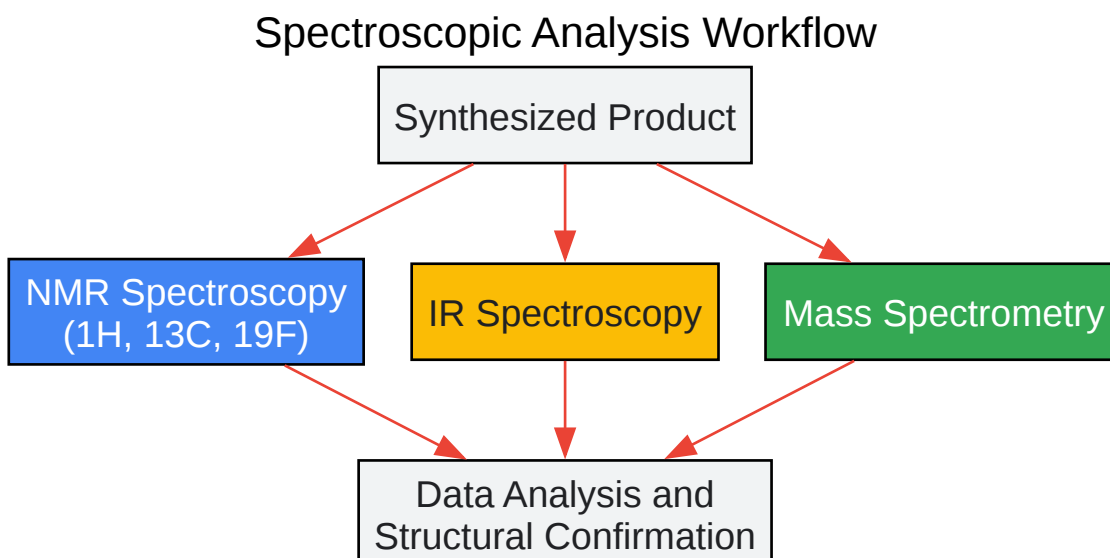 Spectroscopic Analysis Workflow
Synthesized Product
NMR Spectroscopy
(1H, 13C, 19F)
IR Spectroscopy
Mass Spectrometry
Data Analysis and
Structural Confirmation